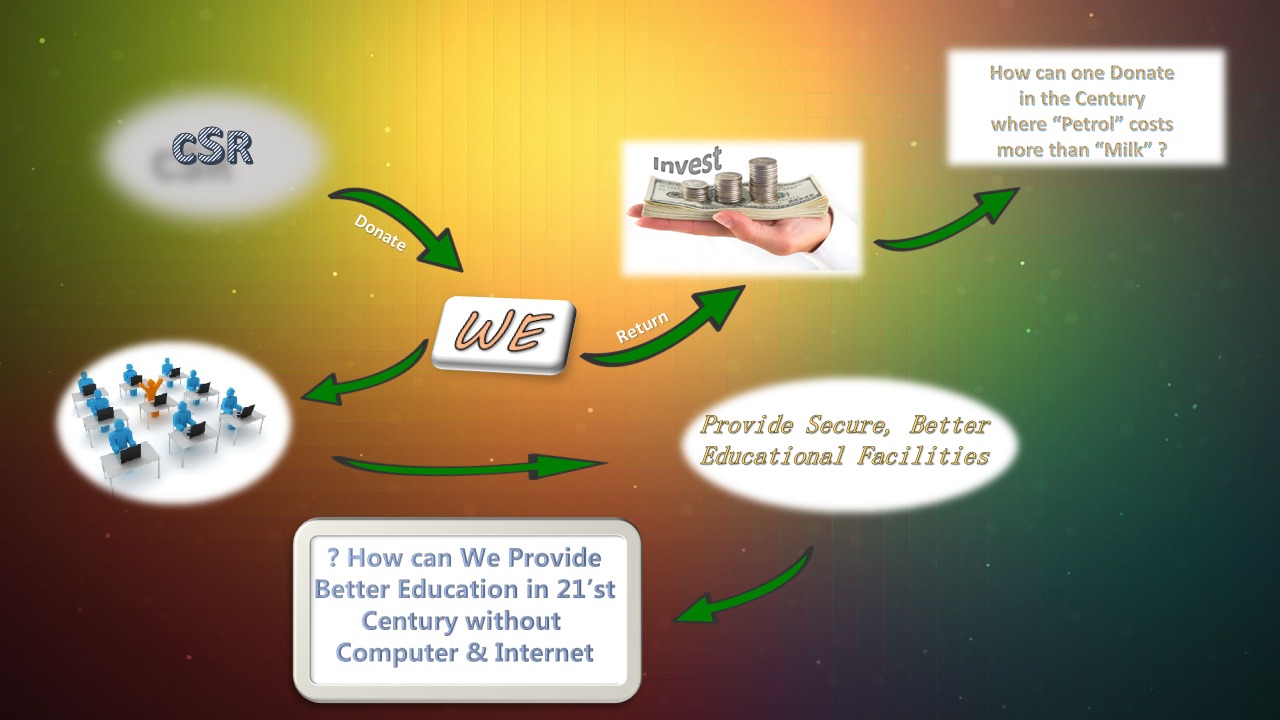 How can one Donate
in the Century
where “Petrol” costs
more than “Milk” ?
cSR
Invest
Donate
WE
Return
Provide Secure, Better
Educational Facilities
? How can We Provide
Better Education in 21’st
Century without
Computer & Internet